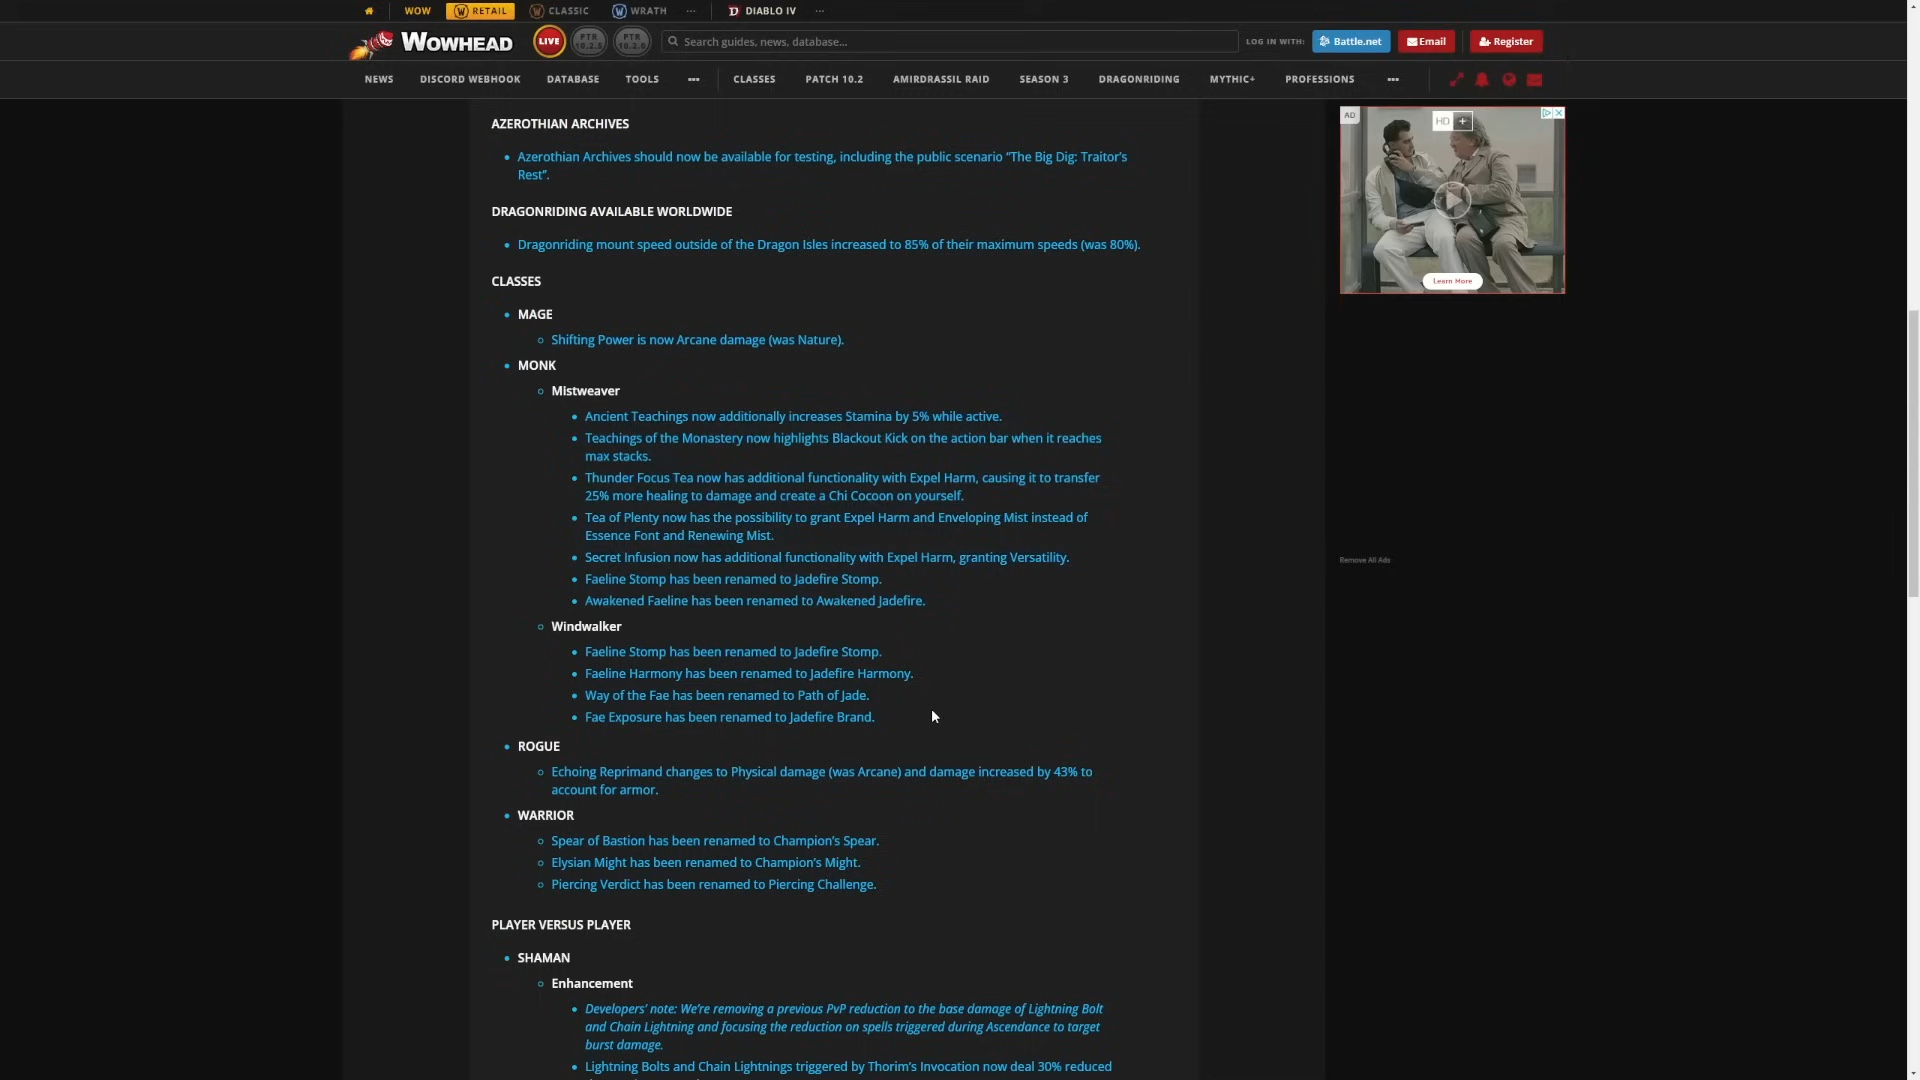 WOW
RETAIL
CLASSIC
WRATH
...
DIABLO IV
...
WOWHEAD
LIVE
PTR
10.2.5
PTR
10.2.6
Search guides, news, database...
LOG IN WITH:
Battle.net
Email
Register
NEWS
DISCORD WEBHOOK
DATABASE
TOOLS
...
CLASSES
PATCH 10.2
AMIRDRASSIL RAID
SEASON 3
DRAGONRIDING
MYTHIC+
PROFESSIONS
...
AZEROTHIAN ARCHIVES
Azerothian Archives should now be available for testing, including the public scenario “The Big Dig: Traitor’s
Rest”.
DRAGONRIDING AVAILABLE WORLDWIDE
Dragonriding mount speed outside of the Dragon Isles increased to 85% of their maximum speeds (was 80%).
CLASSES
MAGE
Shifting Power is now Arcane damage (was Nature).
MONK
Mistweaver
Ancient Teachings now additionally increases Stamina by 5% while active.
Teachings of the Monastery now highlights Blackout Kick on the action bar when it reaches
max stacks.
Thunder Focus Tea now has additional functionality with Expel Harm, causing it to transfer
25% more healing to damage and create a Chi Cocoon on yourself.
Tea of Plenty now has the possibility to grant Expel Harm and Enveloping Mist instead of
Essence Font and Renewing Mist.
Secret Infusion now has additional functionality with Expel Harm, granting Versatility.
Faeline Stomp has been renamed to Jadefire Stomp.
Awakened Faeline has been renamed to Awakened Jadefire.
Windwalker
Faeline Stomp has been renamed to Jadefire Stomp.
Faeline Harmony has been renamed to Jadefire Harmony.
Way of the Fae has been renamed to Path of Jade.
Fae Exposure has been renamed to Jadefire Brand.
ROGUE
Echoing Reprimand changes to Physical damage (was Arcane) and damage increased by 43% to
account for armor.
WARRIOR
Spear of Bastion has been renamed to Champion’s Spear.
Elysian Might has been renamed to Champion’s Might.
Piercing Verdict has been renamed to Piercing Challenge.
PLAYER VERSUS PLAYER
SHAMAN
Enhancement
Developers’ note: We’re removing a previous PvP reduction to the base damage of Lightning Bolt
and Chain Lightning and focusing the reduction on spells triggered during Ascendance to target
burst damage.
Lightning Bolts and Chain Lightnings triggered by Thorim’s Invocation now deal 30% reduced
AD
HD +
Learn More
Remove All Ads